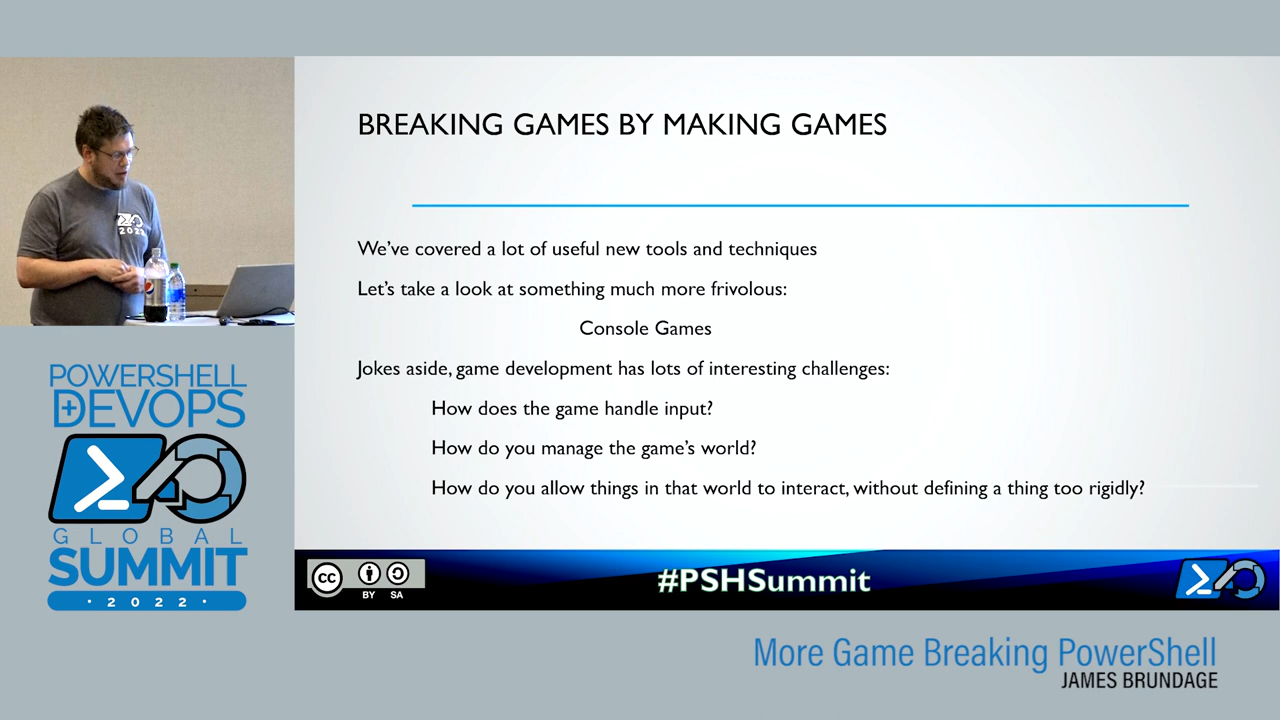 BREAKING GAMES BY MAKING GAMES
We've covered a lot of useful new tools and techniques
Let's take a look at something much more frivolous:
Console Games
Jokes aside, game development has lots of interesting challenges:
How does the game handle input?
How do you manage the game's world?
How do you allow things in that world to interact, without defining a thing too rigidly?
2022
POWERSHELL
DEVOPS
GLOBAL
SUMMIT
· 2022 ·
cc
BY SA
#PSHSummit
More Game Breaking PowerShell
JAMES BRUNDAGE